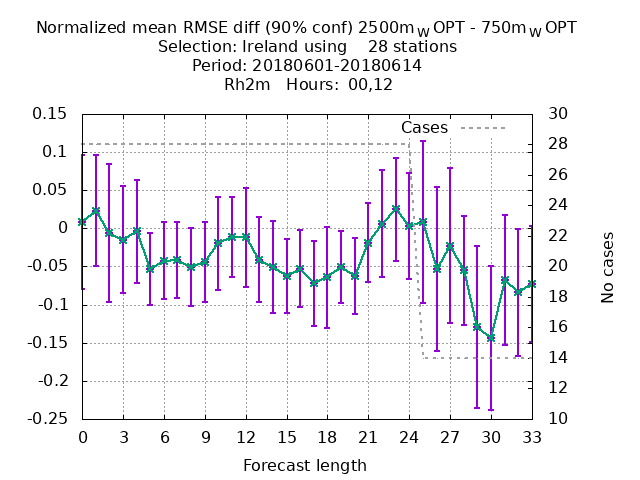 Normalized mean RMSE diff (90% conf) 2500m_W OPT - 750m_W OPT
Selection: Ireland using    28 stations
Period: 20180601-20180614
Rh2m   Hours:  00,12
Cases
0.15
0.1
0.05
0
-0.05
-0.1
-0.15
-0.2
-0.25
30
28
26
24
22
20
18
16
14
12
10
No cases
0 3 6 9 12 15 18 21 24 27 30 33
Forecast length